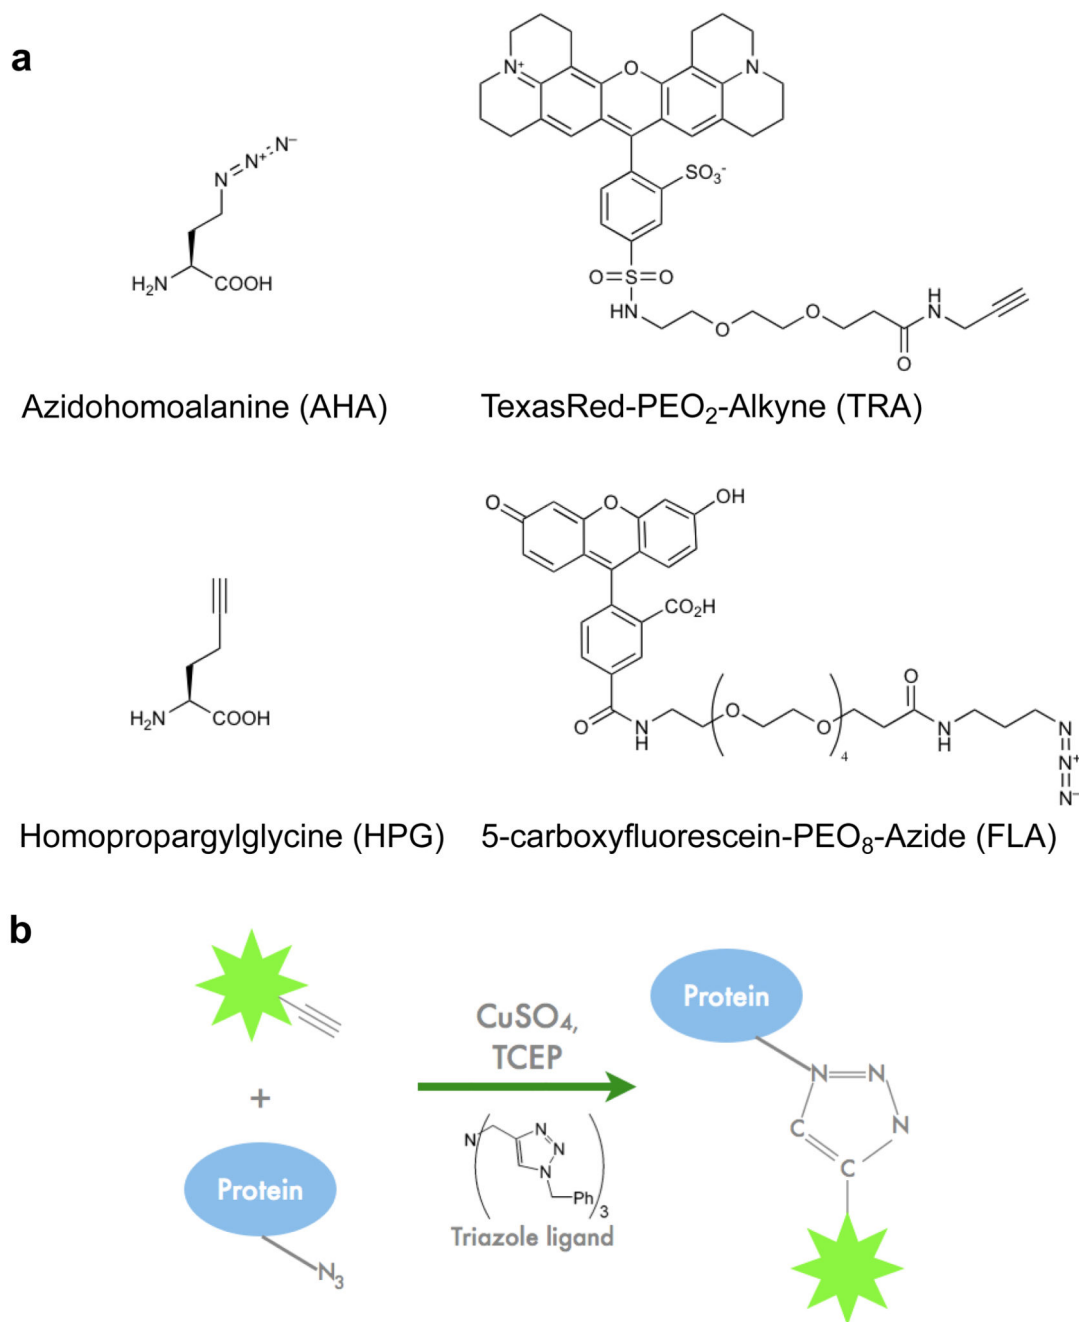 a
N⁺
O
N
N
N⁺
N⁻
SO₃⁻
H₂N
COOH
O=S=O
HN
O
O
H
N
O
Azidohomoalanine (AHA)
TexasRed-PEO₂-Alkyne (TRA)
O
O
OH
CO₂H
H₂N
COOH
O
N
H
O
O
4
O
N
H
N
N⁺
N⁻
Homopropargylglycine (HPG)
5-carboxyfluorescein-PEO₈-Azide (FLA)
b
CuSO₄,
TCEP
+
Protein
N₃
N
N
N
N
Ph
3
Triazole ligand
Protein
N
N
N
C
C